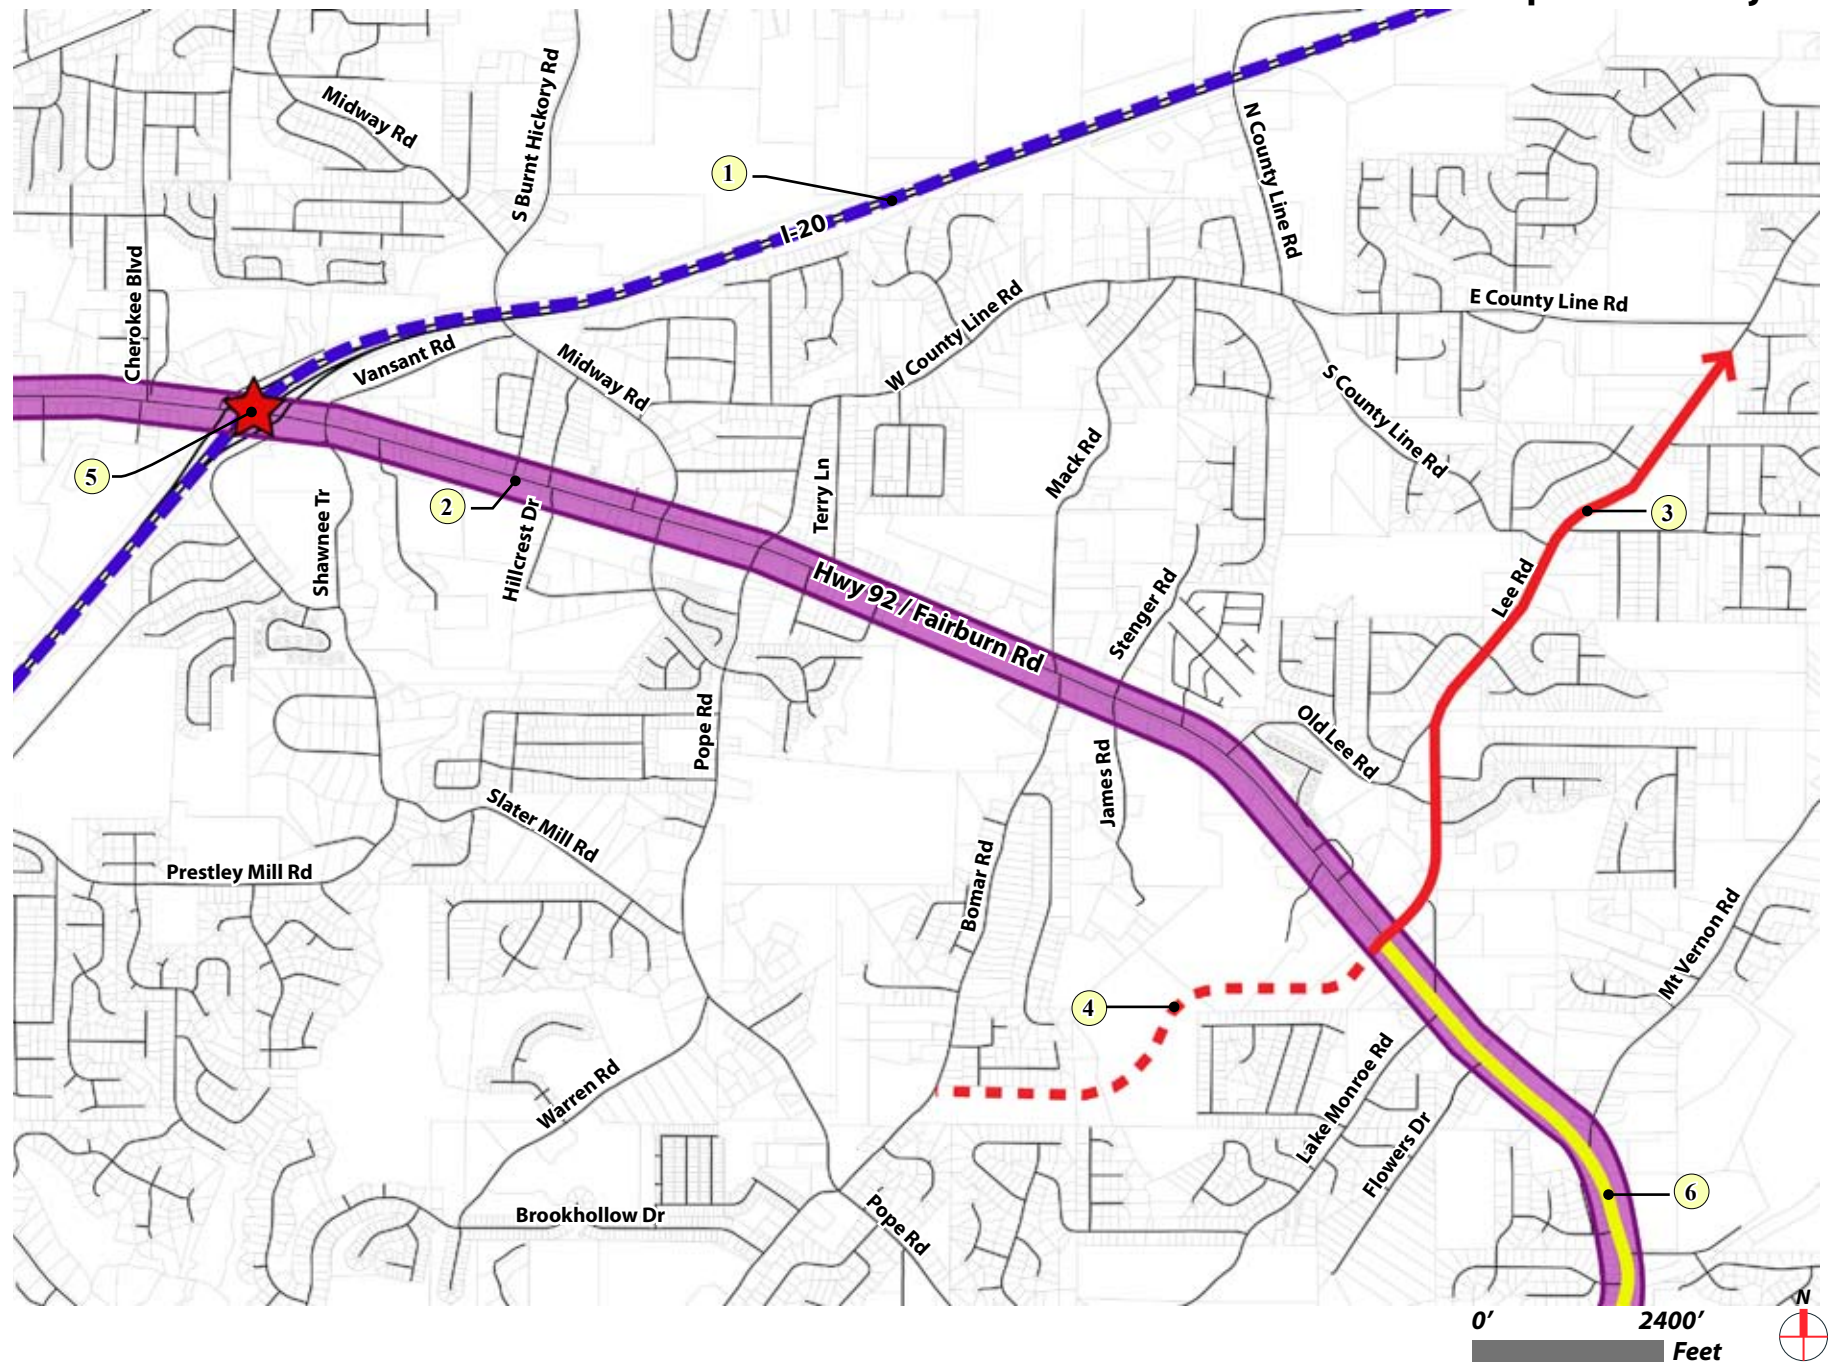 Midway Rd
S Burnt Hickory Rd
1
I-20
N County Line Rd
Cherokee Blvd
E County Line Rd
W County Line Rd
Vansant Rd
Midway Rd
S County Line Rd
Mack Rd
5
2
Terry Ln
3
Shawnee Tr
Hillcrest Dr
Lee Rd
Hwy 92 / Fairburn Rd
Stenger Rd
Pope Rd
Old Lee Rd
James Rd
Slater Mill Rd
Prestley Mill Rd
Bomar Rd
Mt Vernon Rd
4
Warren Rd
Lake Monroe Rd
Flowers Dr
6
Brookhollow Dr
Pope Rd
N
0’ 2400’
Feet